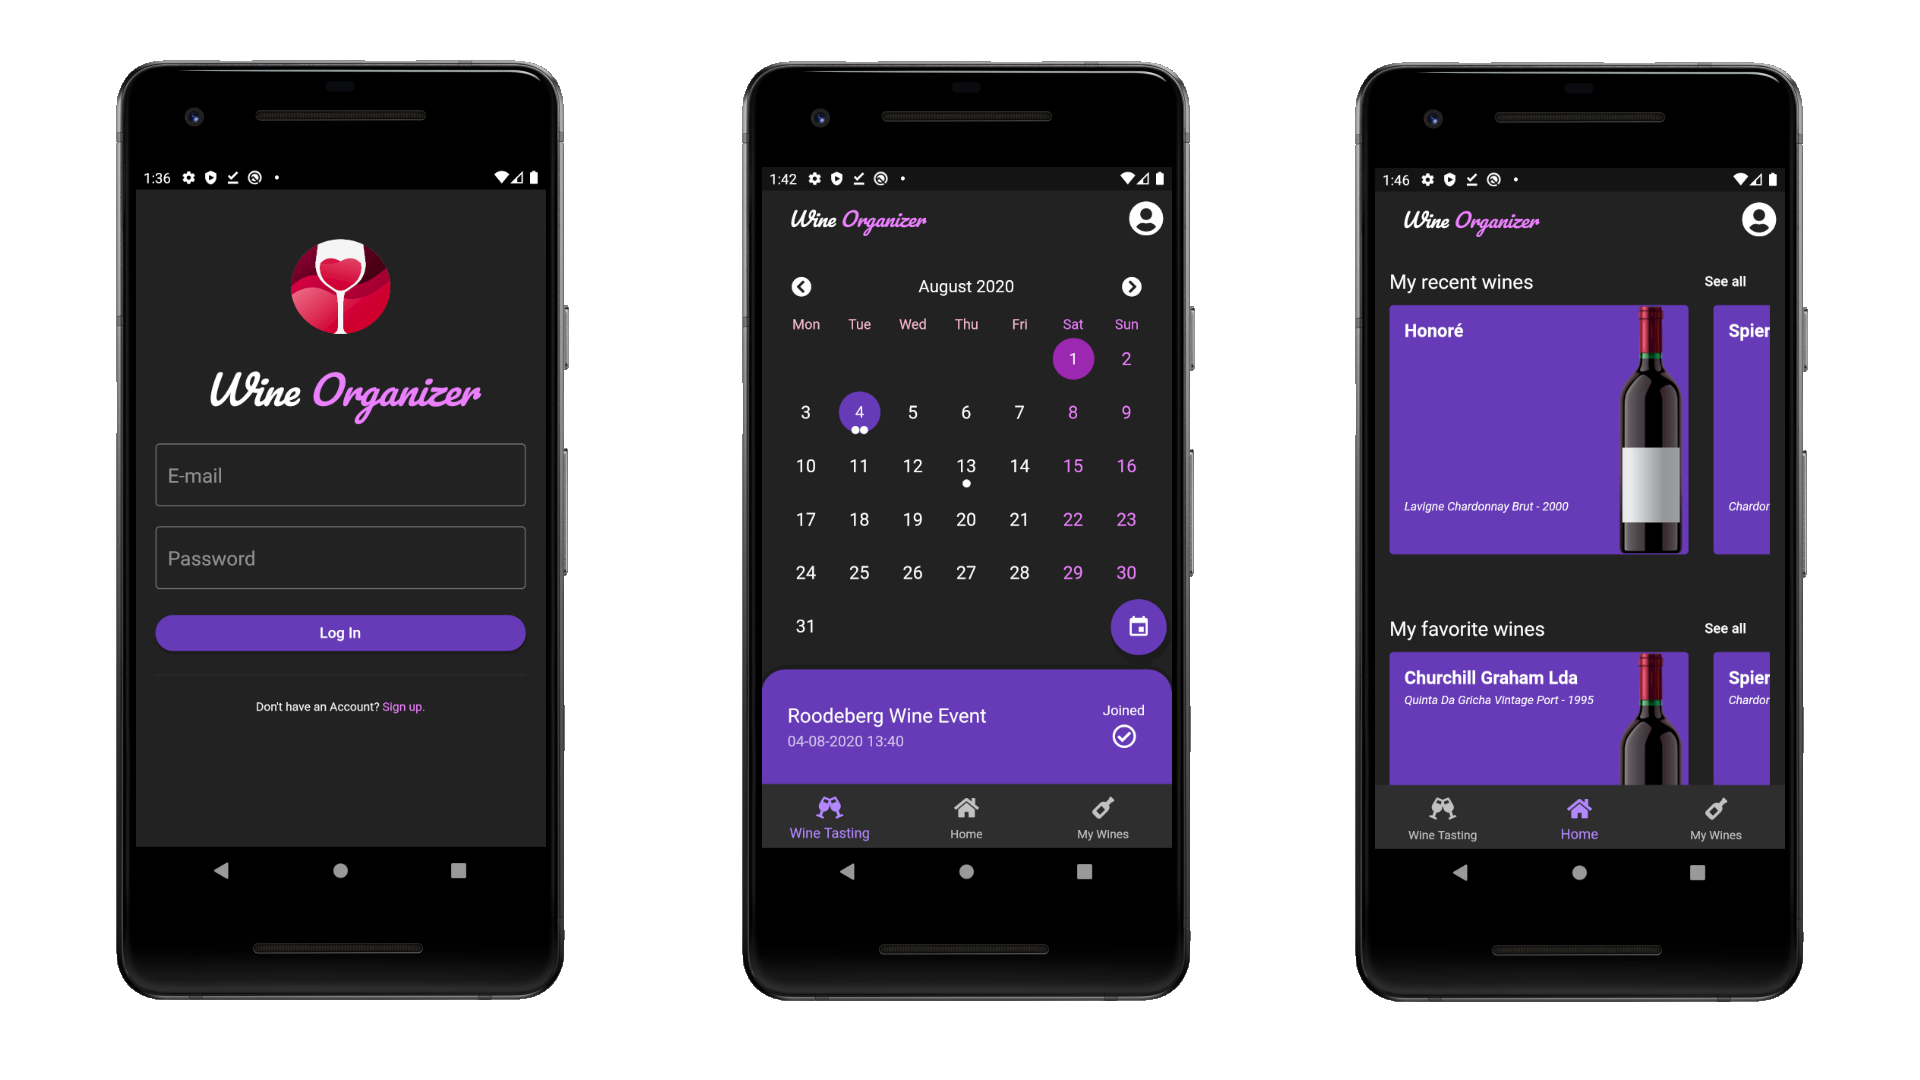 1:36
Wine Organizer
E-mail
Password
Log In
Don't have an Account? Sign up.
1:42
Wine Organizer
August 2020
Mon Tue Wed Thu Fri Sat Sun
1 2
3 4 5 6 7 8 9
10 11 12 13 14 15 16
17 18 19 20 21 22 23
24 25 26 27 28 29 30
31
Roodeberg Wine Event
Joined
04-08-2020 13:40
Wine Tasting Home My Wines
1:46
Wine Organizer
My recent wines See all
Honoré Spier
Lavigne Chardonnay Brut - 2000 Chardor
My favorite wines See all
Churchill Graham Lda Spier
Quinta Da Gricha Vintage Port - 1995 Chardor
Wine Tasting Home My Wines